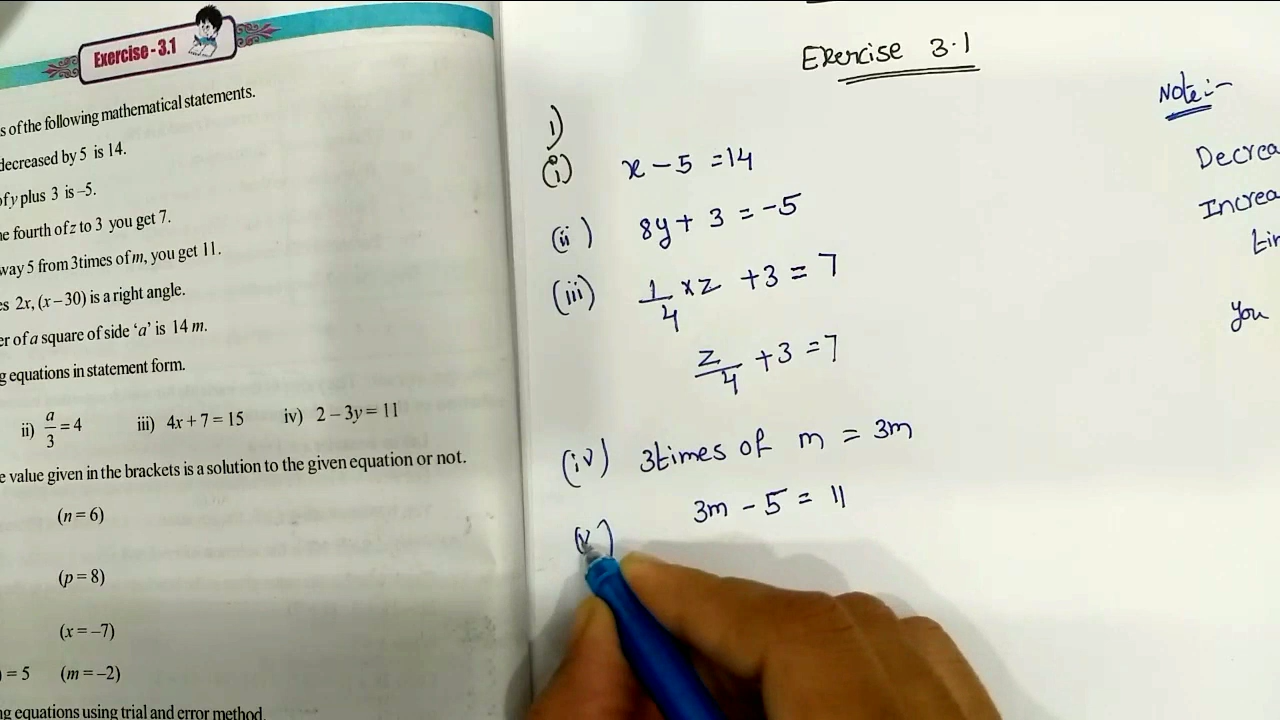 Exercise - 3.1
s of the following mathematical statements.
decreased by 5 is 14.
of y plus 3 is –5.
e fourth of z to 3 you get 7.
way 5 from 3times of m, you get 11.
es 2x, (x – 30) is a right angle.
er of a square of side ‘a’ is 14 m.
g equations in statement form.
ii) a/3 = 4 iii) 4x + 7 = 15 iv) 2 – 3y = 11
e value given in the brackets is a solution to the given equation or not.
(n = 6)
(p = 8)
(x = –7)
= 5 (m = –2)
ng equations using trial and error method.
Exercise 3.1
1)
(i) x – 5 = 14
(ii) 8y + 3 = -5
(iii) 1/4 × z + 3 = 7
z/4 + 3 = 7
(iv) 3times of m = 3m
3m - 5 = 11
(v)
Note :-
Decrea
Increa
You